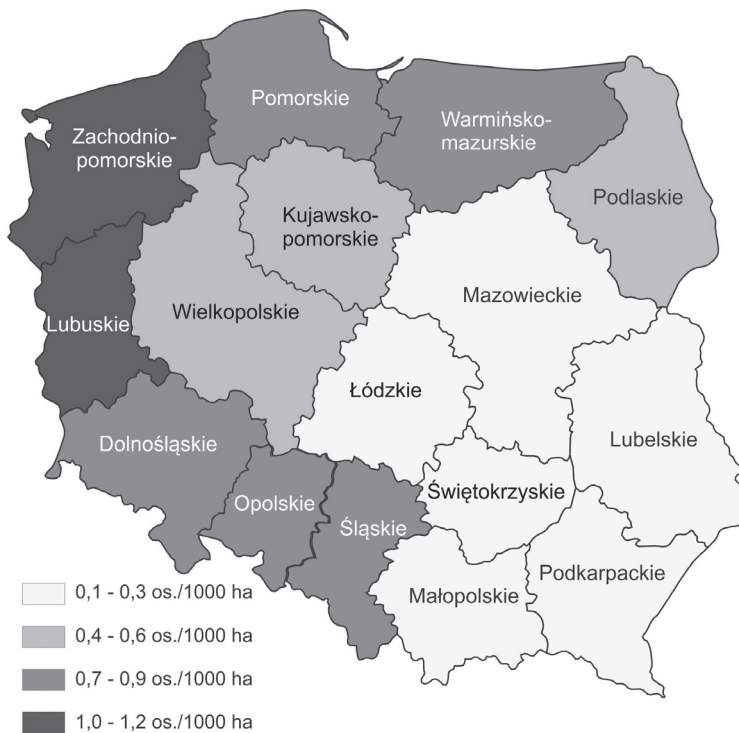 Pomorskie
Zachodnio-
pomorskie
Warmińsko-
mazurskie
Podlaskie
Kujawsko-
pomorskie
Mazowieckie
Wielkopolskie
Lubuskie
Łódzkie
Dolnośląskie
Lubelskie
Opolskie
Świętokrzyskie
Śląskie
Małopolskie
Podkarpackie
0,1 - 0,3 os./1000 ha
0,4 - 0,6 os./1000 ha
0,7 - 0,9 os./1000 ha
1,0 - 1,2 os./1000 ha